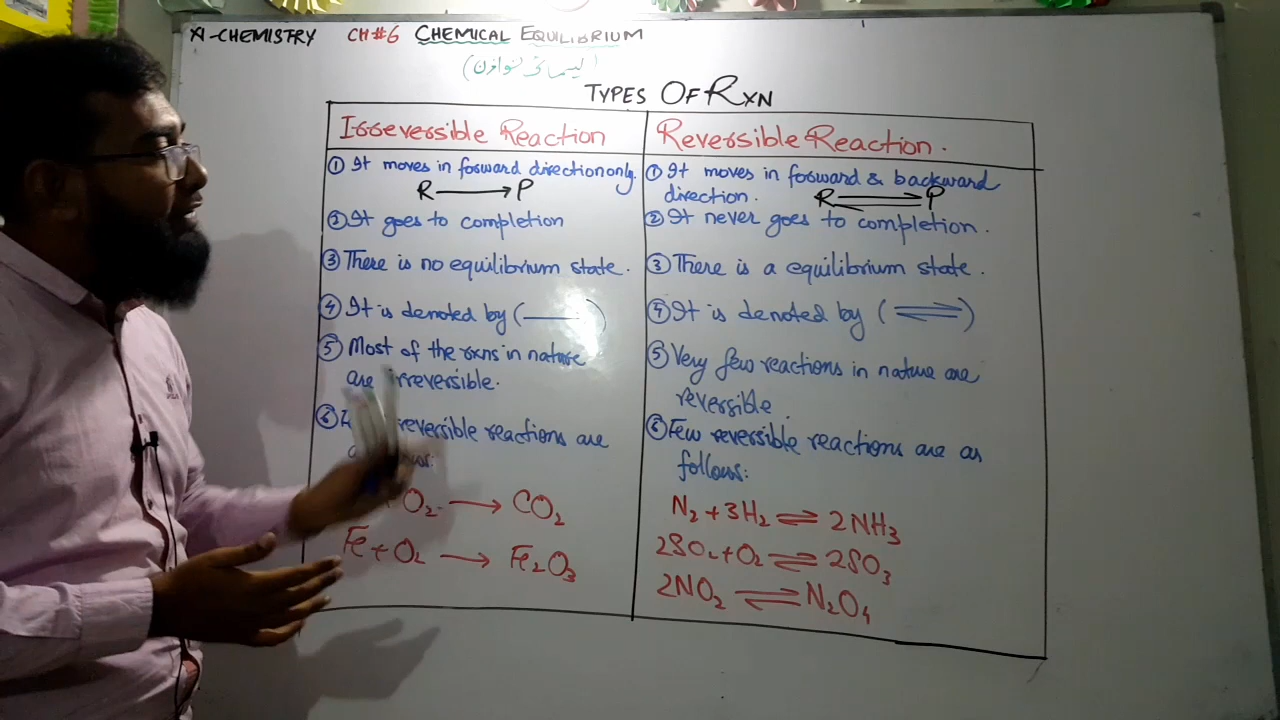 XI-CHEMISTRY CH#6 CHEMICAL EQUILIBRIUM
(کیمیائی توازن)
TYPES OF RXN
Irreversible Reaction
① It moves in forward direction only.
R ⟶ P
② It goes to completion
③ There is no equilibrium state.
④ It is denoted by (——)
⑤ Most of the rxns in nature
are irreversible.
⑥ reversible reactions are
O₂ ⟶ CO₂
Fe + O₂ ⟶ Fe₂O₃
Reversible Reaction.
① It moves in forward & backward
direction. R ⇌ P
② It never goes to completion.
③ There is a equilibrium state.
④ It is denoted by (⇌)
⑤ Very few reactions in nature are
reversible.
⑥ Few reversible reactions are as
follows:
N₂ + 3H₂ ⇌ 2NH₃
2SO₂ + O₂ ⇌ 2SO₃
2NO₂ ⇌ N₂O₄